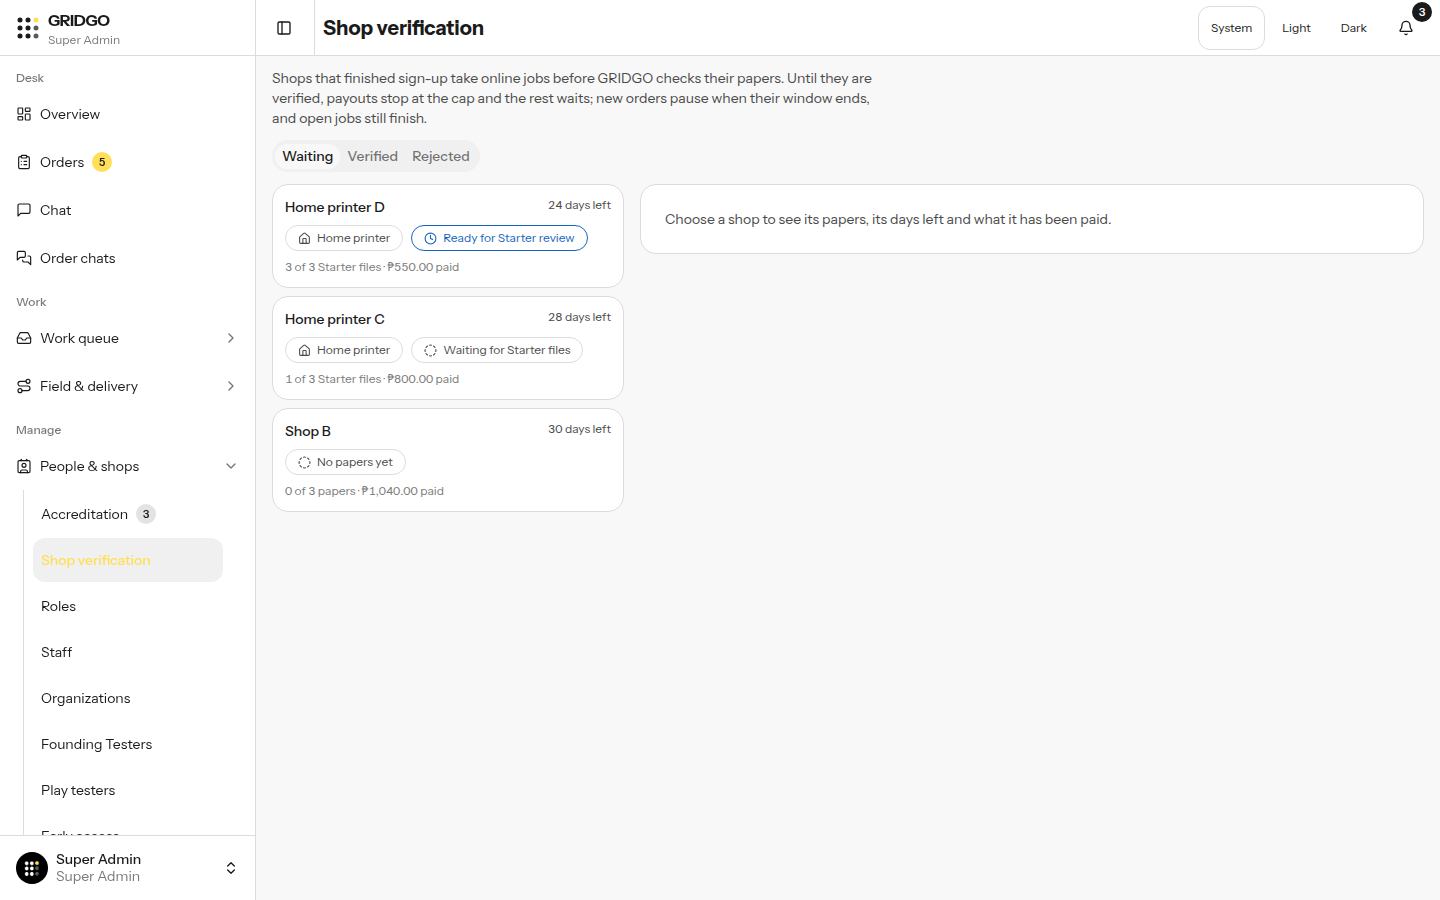 GRIDGO
Super Admin
Desk
Overview
Orders 5
Chat
Order chats
Work
Work queue
Field & delivery
Manage
People & shops
Accreditation 3
Shop verification
Roles
Staff
Organizations
Founding Testers
Play testers
Early access
Super Admin
Super Admin
Shop verification
System Light Dark 3
Shops that finished sign-up take online jobs before GRIDGO checks their papers. Until they are
verified, payouts stop at the cap and the rest waits; new orders pause when their window ends,
and open jobs still finish.
Waiting Verified Rejected
Home printer D 24 days left
Home printer Ready for Starter review
3 of 3 Starter files · ₱550.00 paid
Home printer C 28 days left
Home printer Waiting for Starter files
1 of 3 Starter files · ₱800.00 paid
Shop B 30 days left
No papers yet
0 of 3 papers · ₱1,040.00 paid
Choose a shop to see its papers, its days left and what it has been paid.